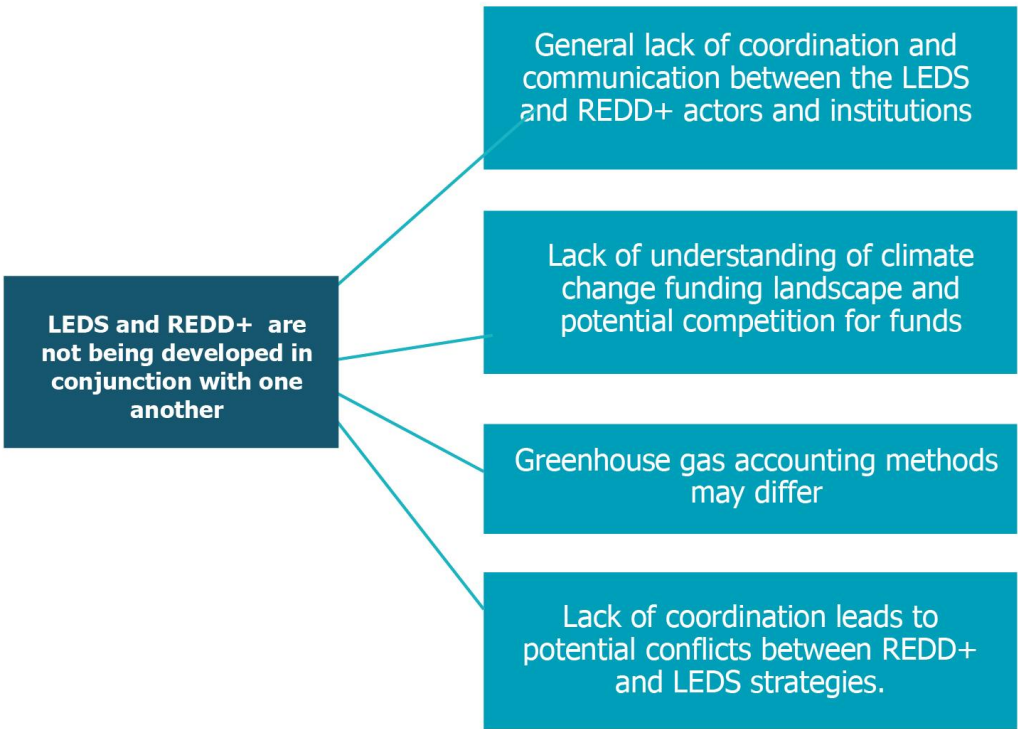 General lack of coordination and
communication between the LEDS
and REDD+ actors and institutions
Lack of understanding of climate
change funding landscape and
potential competition for funds
LEDS and REDD+ are
not being developed in
conjunction with one
another
Greenhouse gas accounting methods
may differ
Lack of coordination leads to
potential conflicts between REDD+
and LEDS strategies.